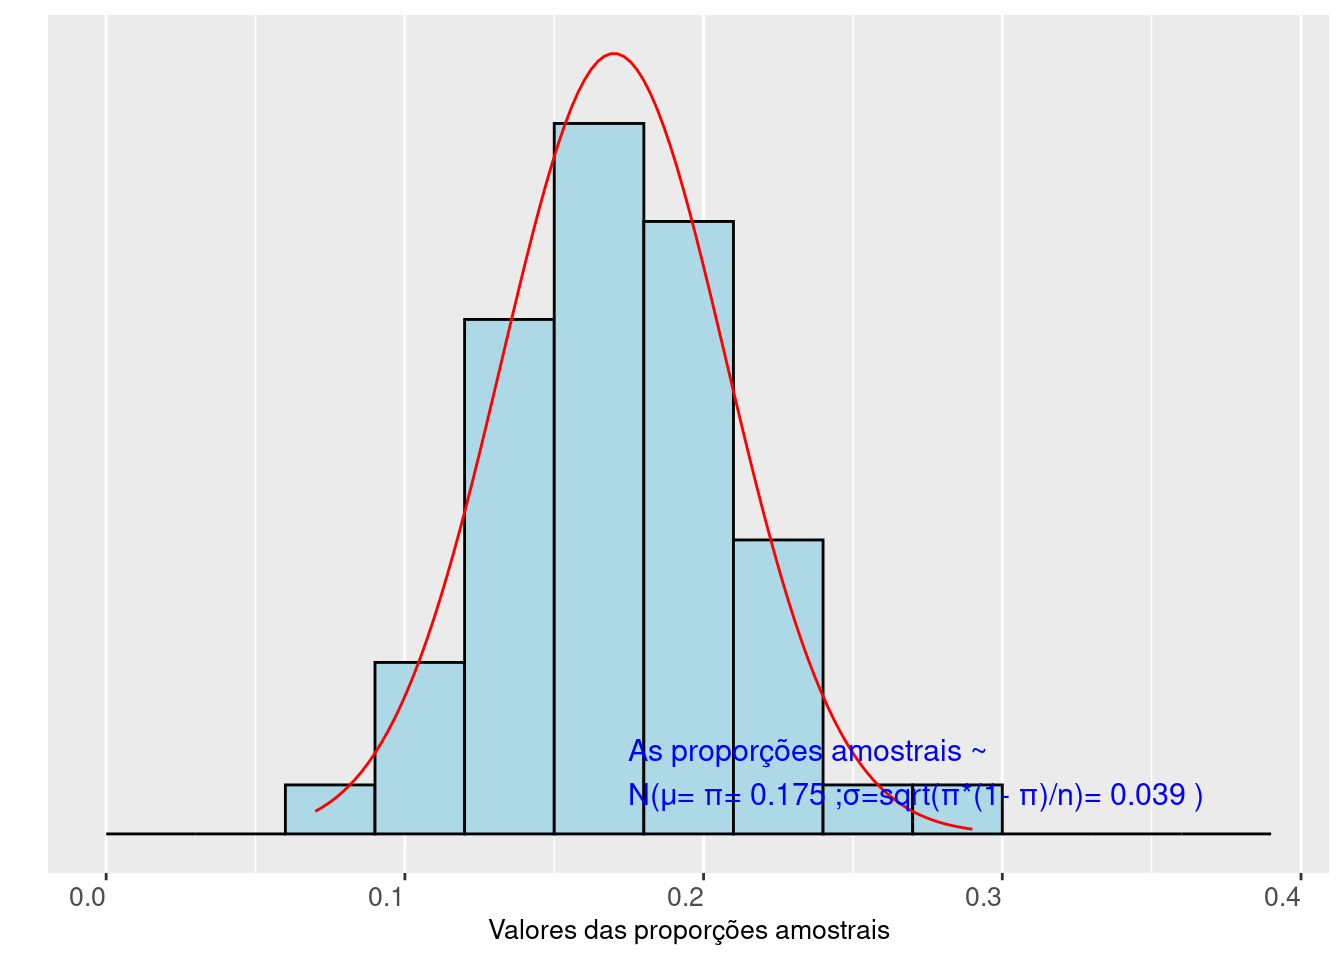 As proporções amostrais ~
N(μ= π= 0.175 ;σ=sqrt(π*(1- π)/n)= 0.039 )
0.0 0.1 0.2 0.3 0.4
Valores das proporções amostrais